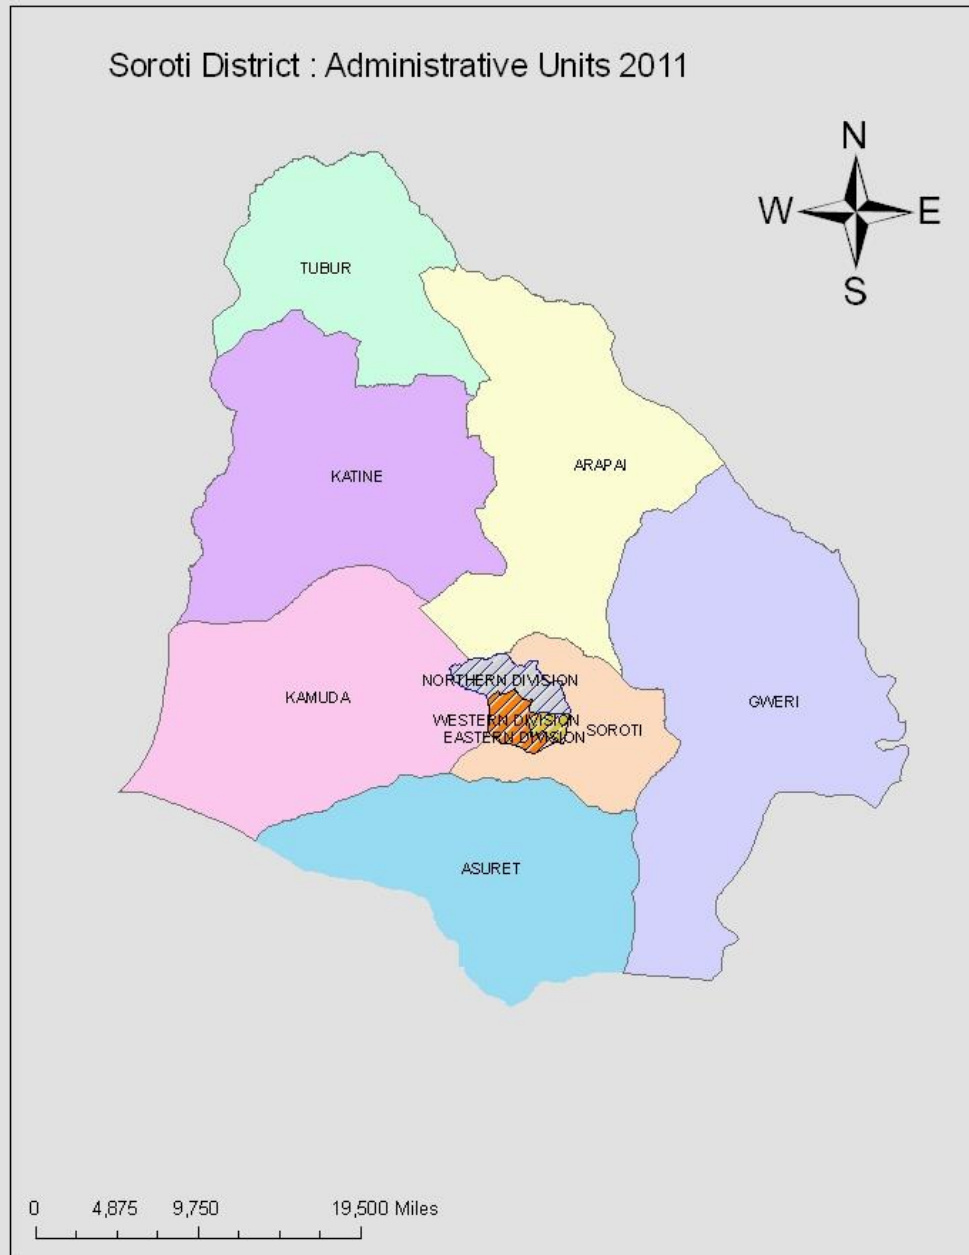 Soroti District : Administrative Units 2011
N
W E
S
TUBUR
ARAPAI
KATINE
NORTHERN DIVISION
KAMUDA
GWERI
WESTERN DIVISION
SOROTI
EASTERN DIVISION
ASURET
0 4,875 9,750 19,500 Miles